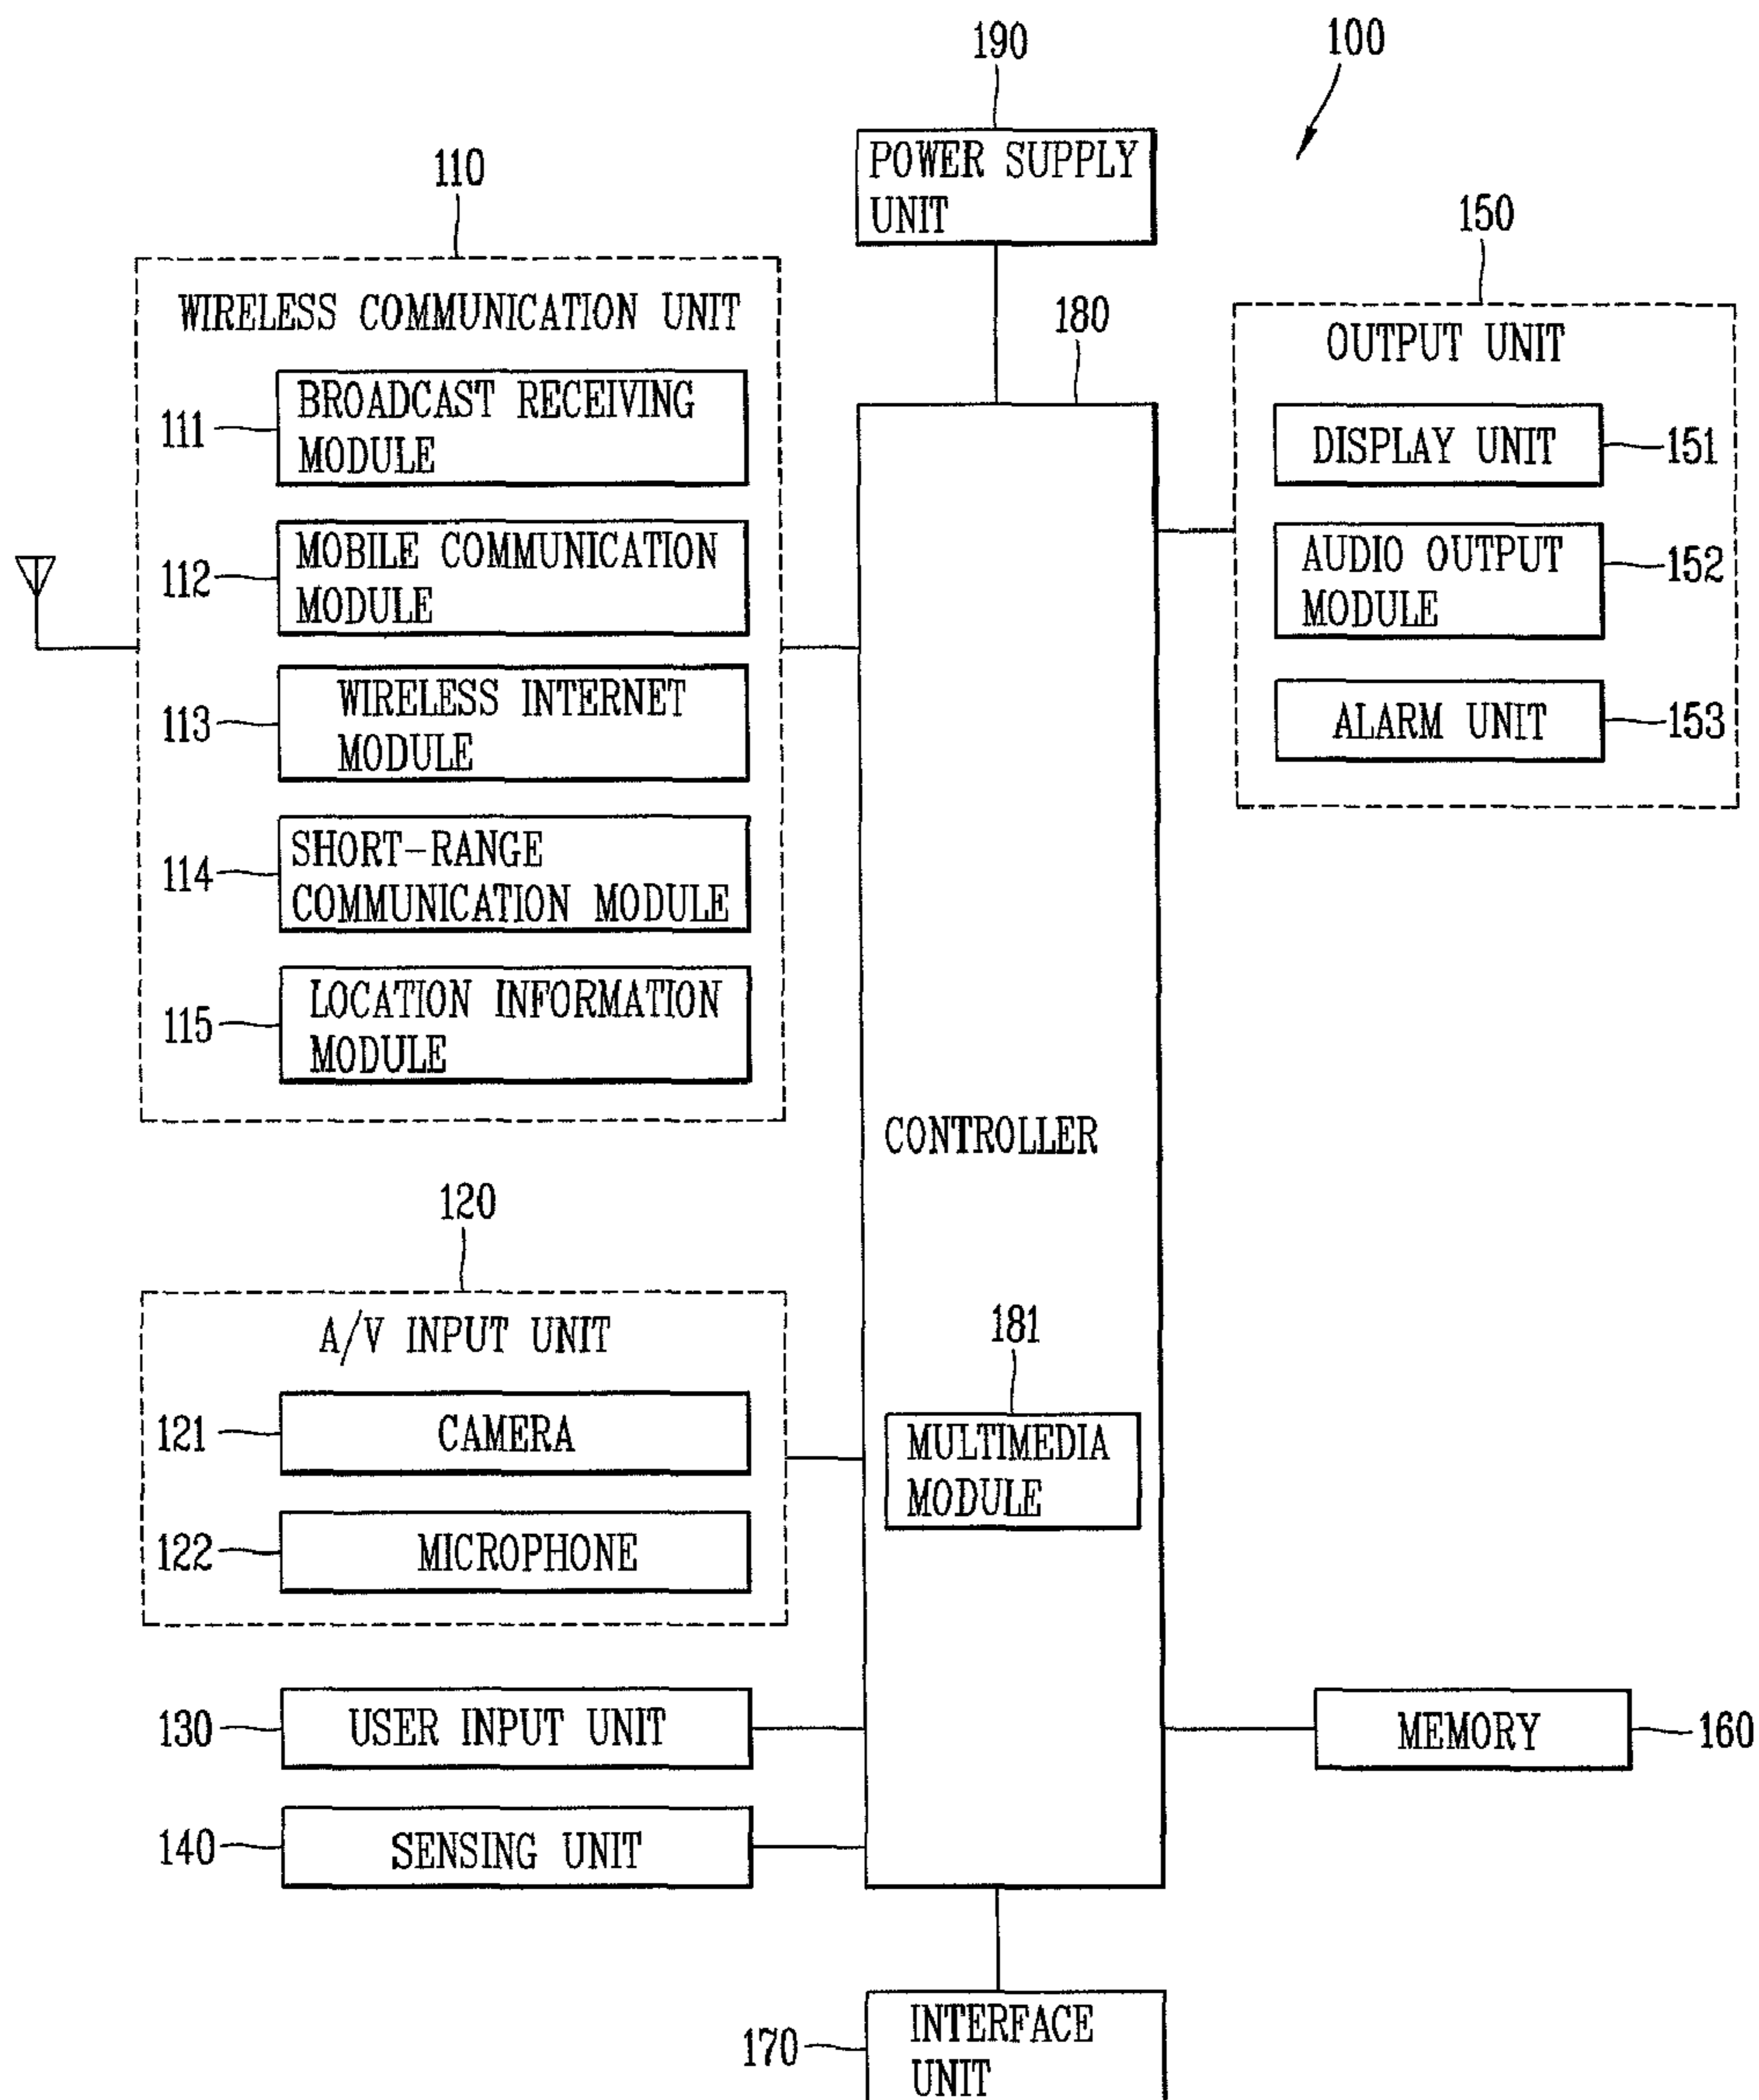 100
190
POWER SUPPLY
UNIT
110
WIRELESS COMMUNICATION UNIT
111
BROADCAST RECEIVING
MODULE
112
MOBILE COMMUNICATION
MODULE
113
WIRELESS INTERNET
MODULE
114
SHORT-RANGE
COMMUNICATION MODULE
115
LOCATION INFORMATION
MODULE
120
A/V INPUT UNIT
121
CAMERA
122
MICROPHONE
130
USER INPUT UNIT
140
SENSING UNIT
180
CONTROLLER
181
MULTIMEDIA
MODULE
150
OUTPUT UNIT
DISPLAY UNIT
151
AUDIO OUTPUT
MODULE
152
ALARM UNIT
153
MEMORY
160
170
INTERFACE
UNIT